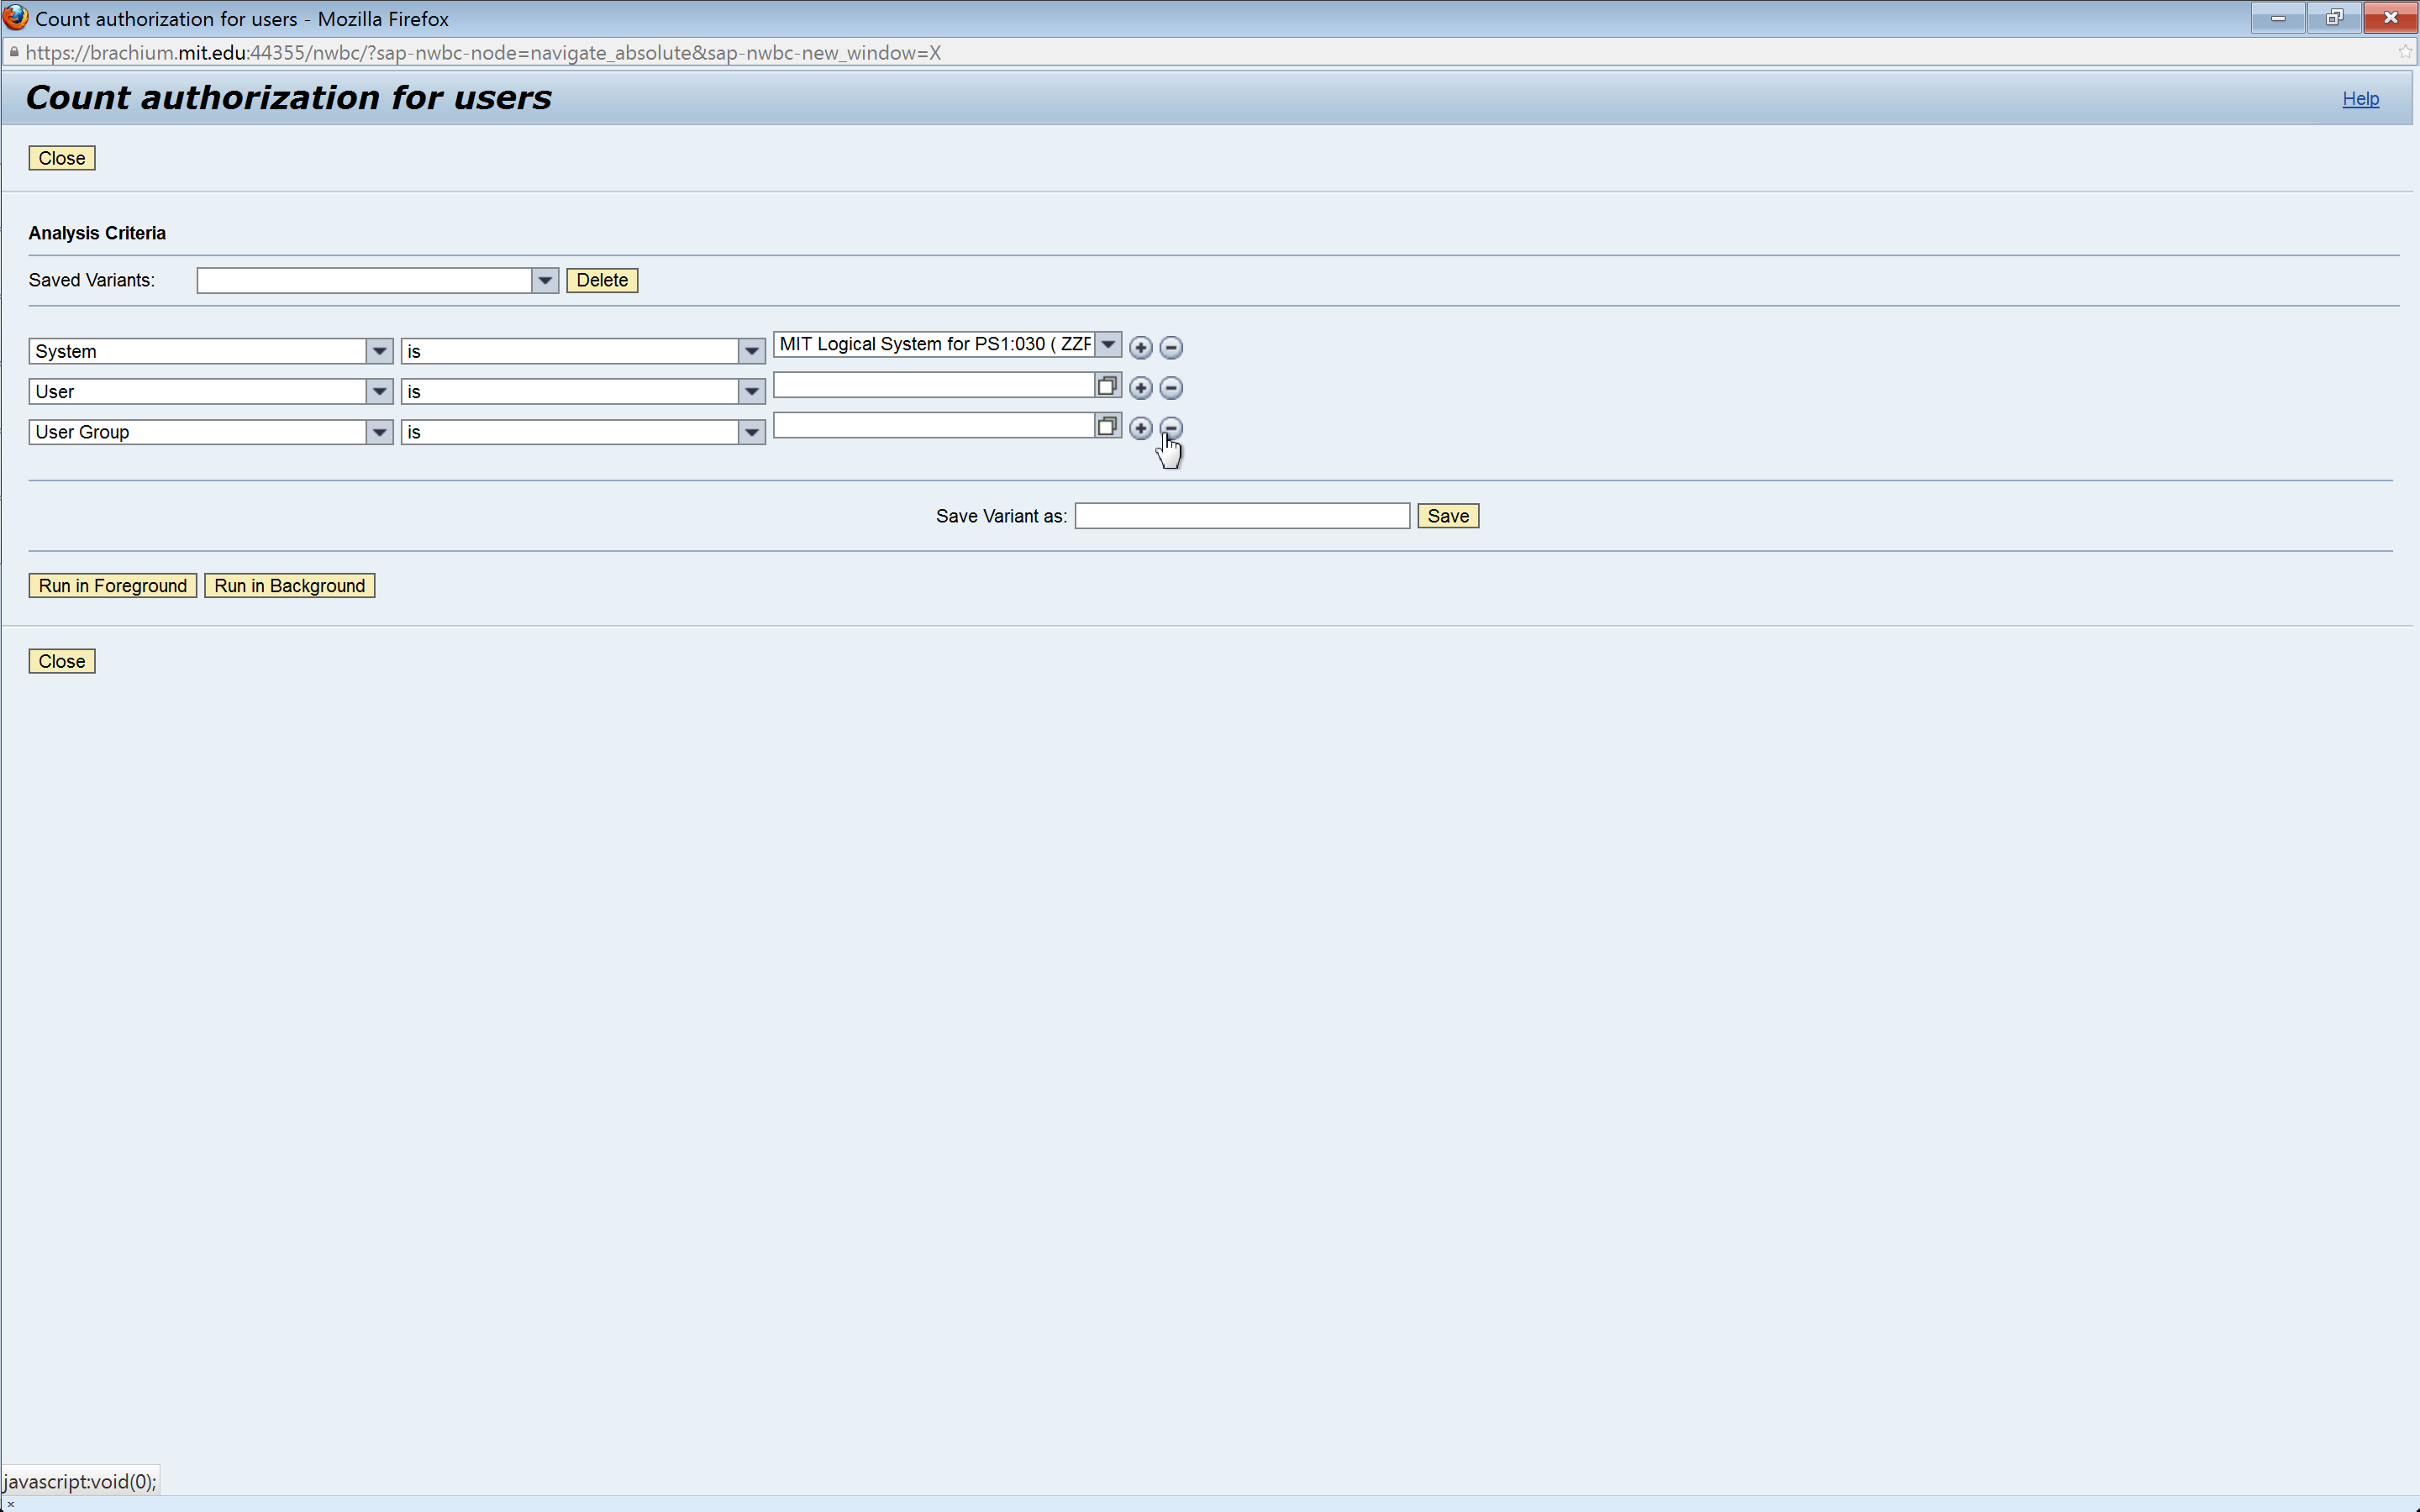 Count authorization for users - Mozilla Firefox
https://brachium.mit.edu:44355/nwbc/?sap-nwbc-node=navigate_absolute&sap-nwbc-new_window=X
Count authorization for users Help
Close
Analysis Criteria
Saved Variants: Delete
System is MIT Logical System for PS1:030 ( ZZP
User is
User Group is
Save Variant as: Save
Run in Foreground Run in Background
Close
javascript:void(0);
×